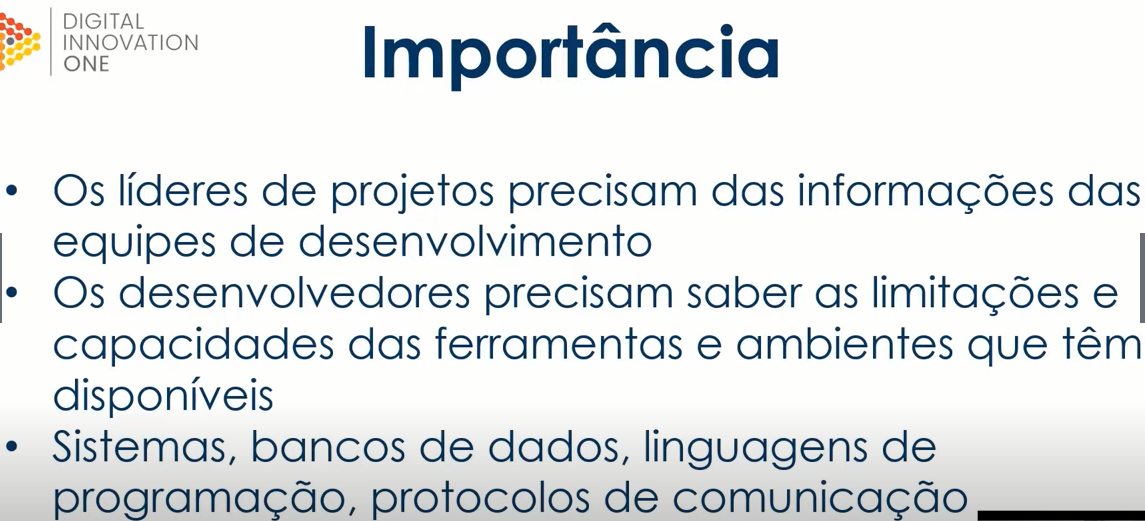 DIGITAL
INNOVATION
ONE
Importância
• Os líderes de projetos precisam das informações das
equipes de desenvolvimento
• Os desenvolvedores precisam saber as limitações e
capacidades das ferramentas e ambientes que têm
disponíveis
• Sistemas, bancos de dados, linguagens de
programação, protocolos de comunicação